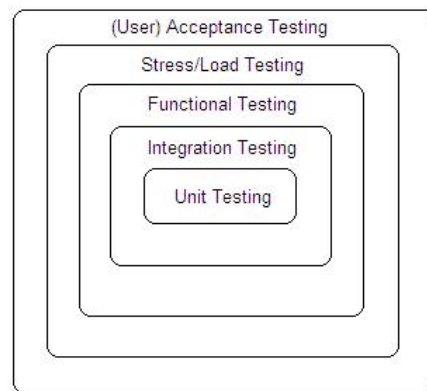 (User) Acceptance Testing
Stress/Load Testing
Functional Testing
Integration Testing
Unit Testing